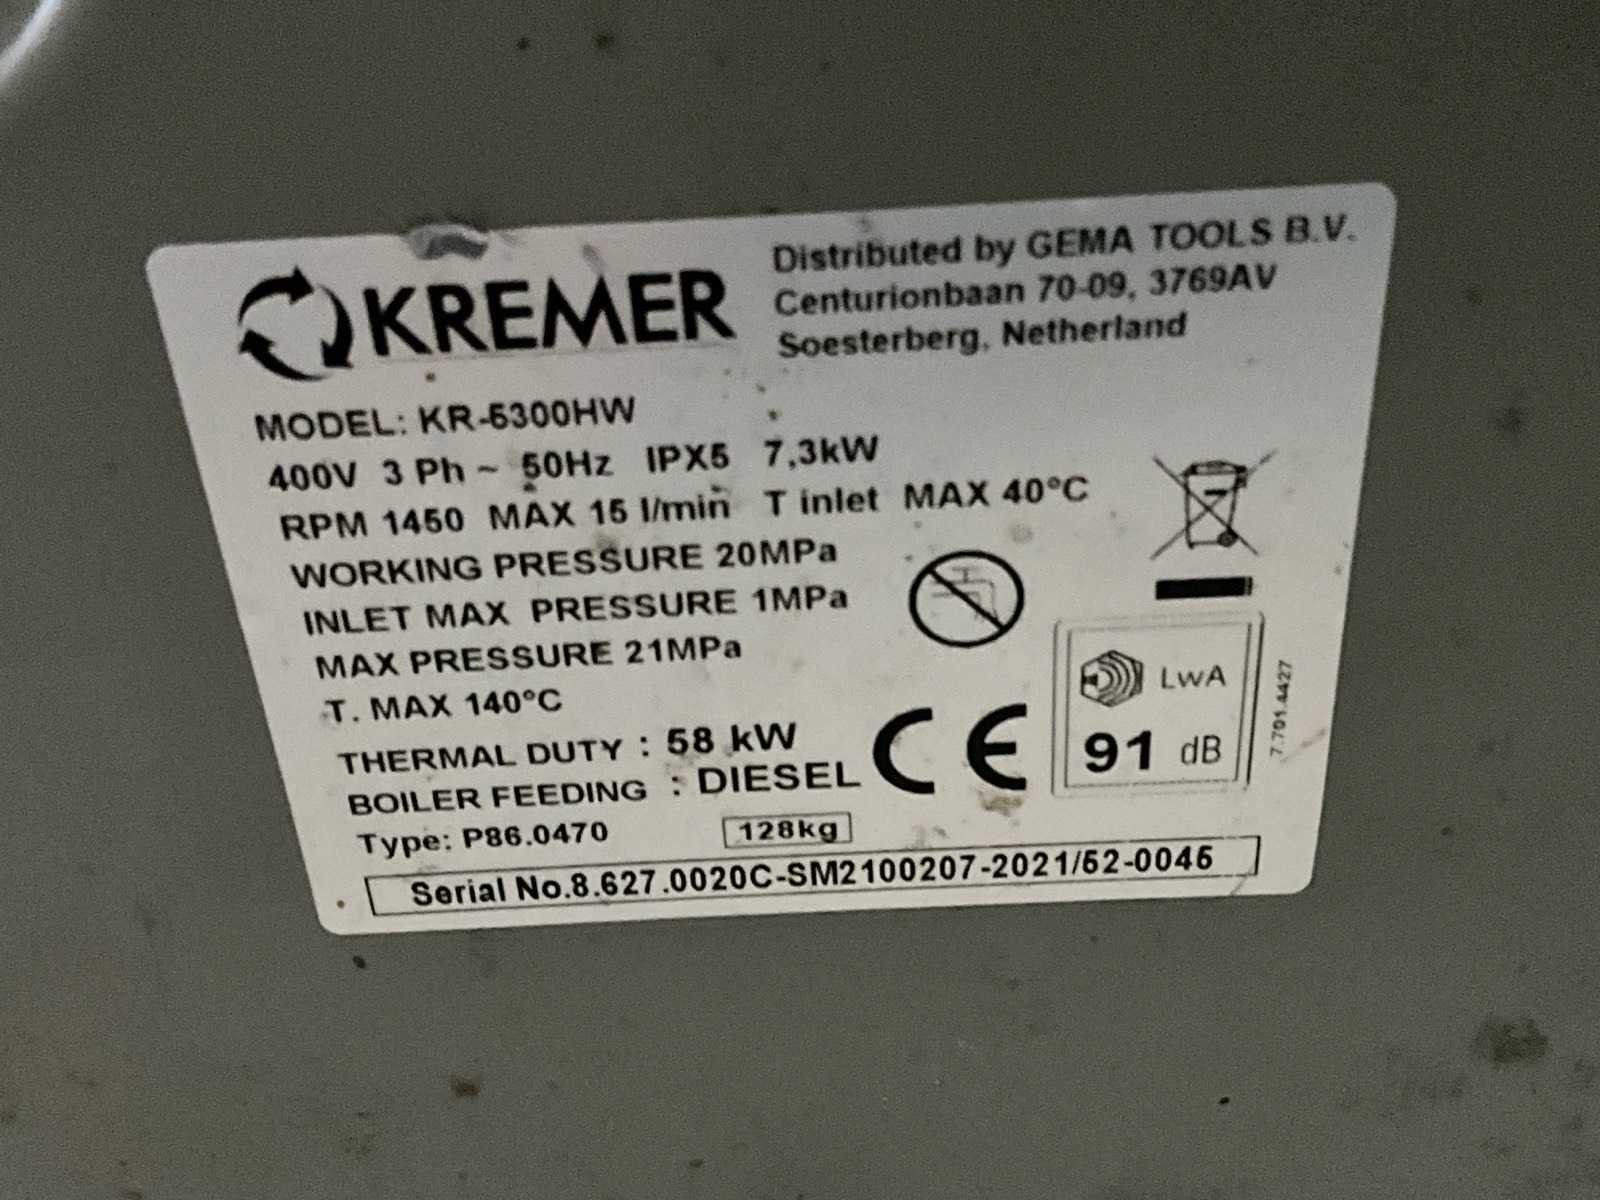 KREMER
Distributed by GEMA TOOLS B.V.
Centurionbaan 70-09, 3769AV
Soesterberg, Netherland
MODEL: KR-5300HW
400V 3 Ph ~ 50Hz IPX5 7,3kW
RPM 1450 MAX 15 l/min T inlet MAX 40°C
WORKING PRESSURE 20MPa
INLET MAX PRESSURE 1MPa
MAX PRESSURE 21MPa
T. MAX 140°C
THERMAL DUTY : 58 kW
BOILER FEEDING : DIESEL
Type: P86.0470
128kg
CE
LwA
91 dB
7.701.4427
Serial No.8.627.0020C-SM2100207-2021/52-0045